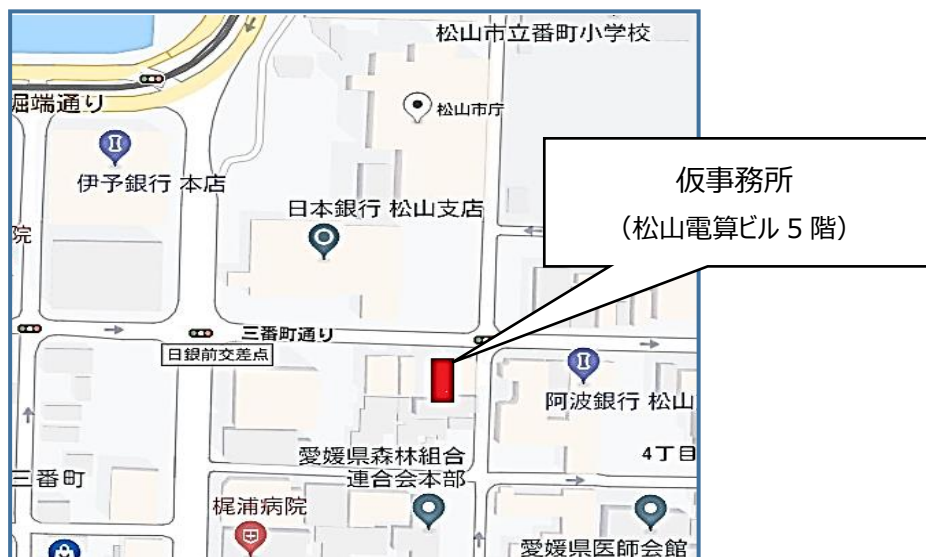 松山市立番町小学校
堀端通り
松山市庁
伊予銀行 本店
仮事務所
（松山電算ビル 5 階）
日本銀行 松山支店
院
三番町通り
日銀前交差点
阿波銀行 松山
愛媛県森林組合
連合会本部
4丁目
三番町
梶浦病院
愛媛県医師会館